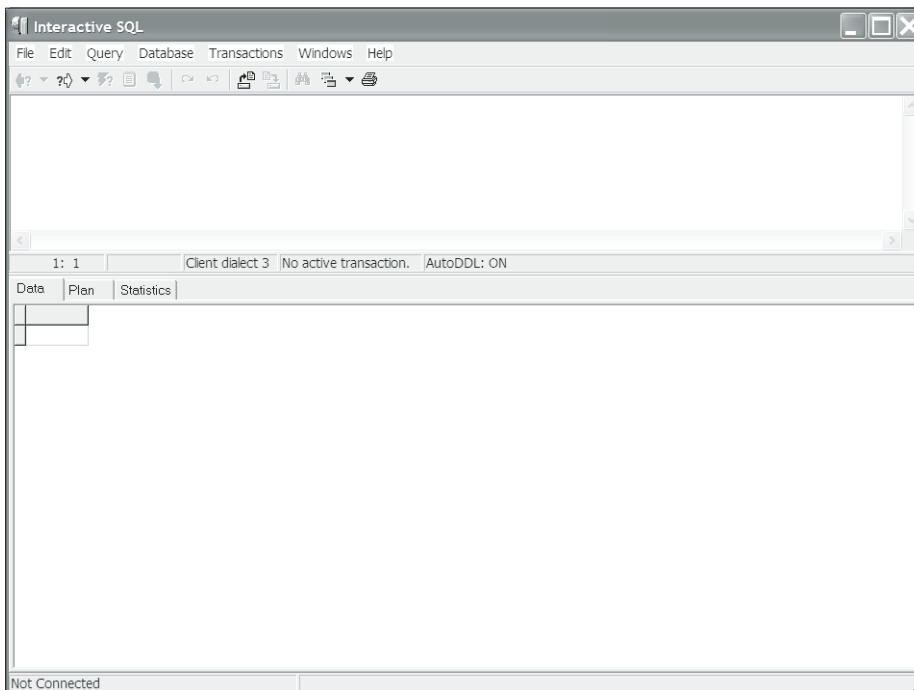 Interactive SQL
File Edit Query Database Transactions Windows Help
1: 1 Client dialect 3 No active transaction. AutoDDL: ON
Data Plan Statistics
Not Connected